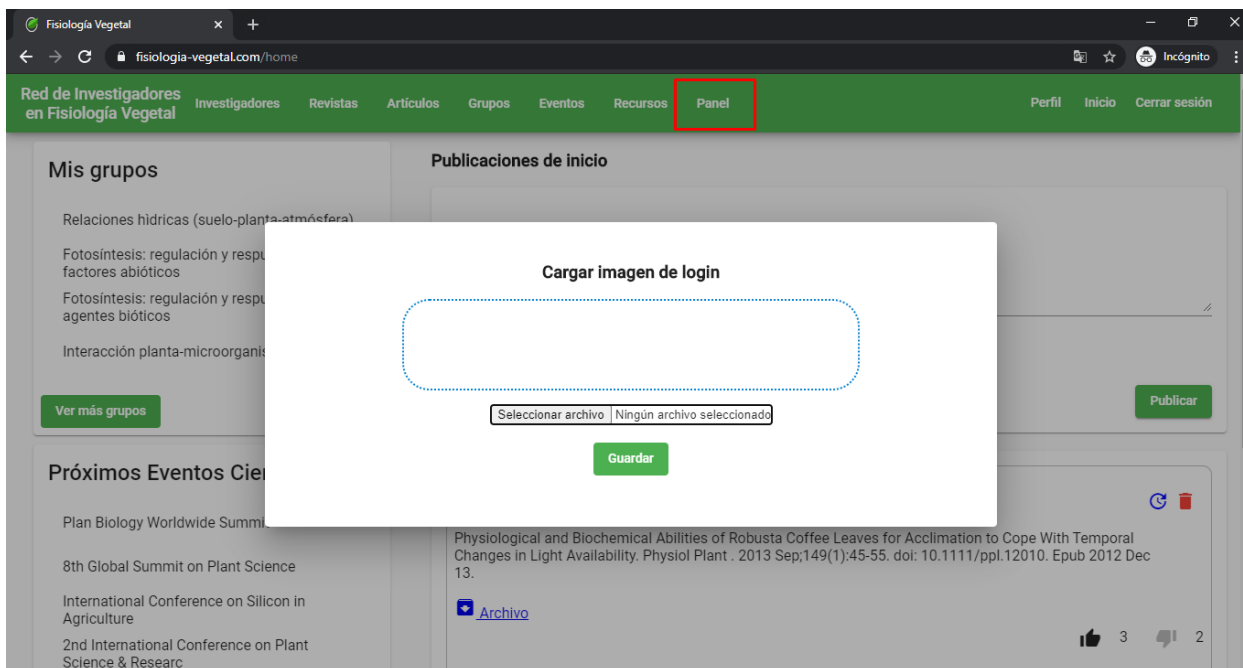 Fisiología Vegetal
fisiologia-vegetal.com/home
Incógnito
Red de Investigadores
en Fisiología Vegetal
Investigadores
Revistas
Artículos
Grupos
Eventos
Recursos
Panel
Perfil
Inicio
Cerrar sesión
Mis grupos
Relaciones hìdricas (suelo-planta-atmósfera)
Fotosíntesis: regulación y respu
factores abióticos
Fotosíntesis: regulación y respu
agentes bióticos
Interacción planta-microorganis
Ver más grupos
Próximos Eventos Cie
Plan Biology Worldwide Summi
8th Global Summit on Plant Science
International Conference on Silicon in
Agriculture
2nd International Conference on Plant
Science & Researc
Publicaciones de inicio
Publicar
Cargar imagen de login
Seleccionar archivo Ningún archivo seleccionado
Guardar
Physiological and Biochemical Abilities of Robusta Coffee Leaves for Acclimation to Cope With Temporal
Changes in Light Availability. Physiol Plant . 2013 Sep;149(1):45-55. doi: 10.1111/ppl.12010. Epub 2012 Dec
13.
Archivo
3
2